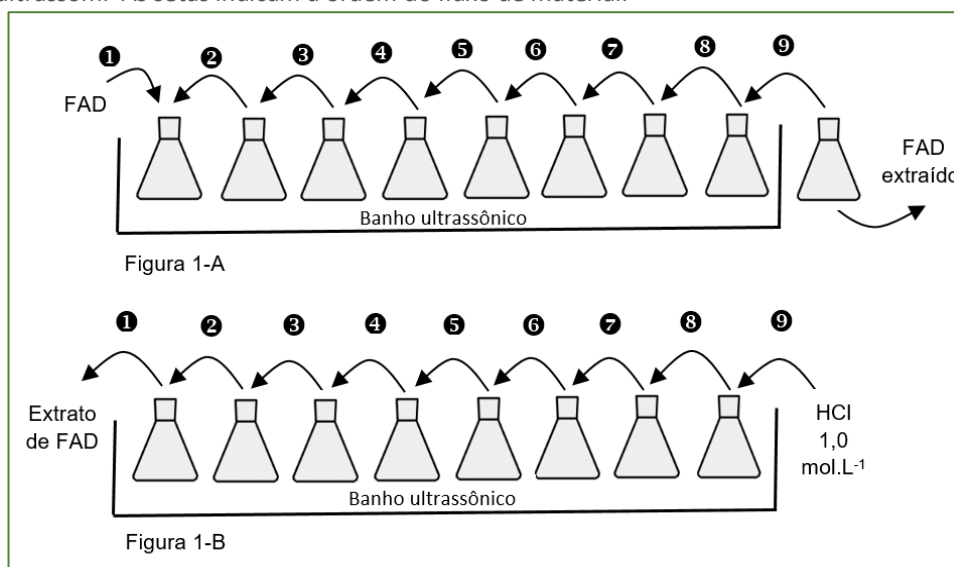 ultrassom. As setas indicam a ordem do fluxo de material.
❶ ❷ ❸ ❹ ❺ ❻ ❼ ❽ ❾
FAD
FAD
extraído
Banho ultrassônico
Figura 1-A
❶ ❷ ❸ ❹ ❺ ❻ ❼ ❽ ❾
Extrato
de FAD
HCl
1,0
mol.L⁻¹
Banho ultrassônico
Figura 1-B